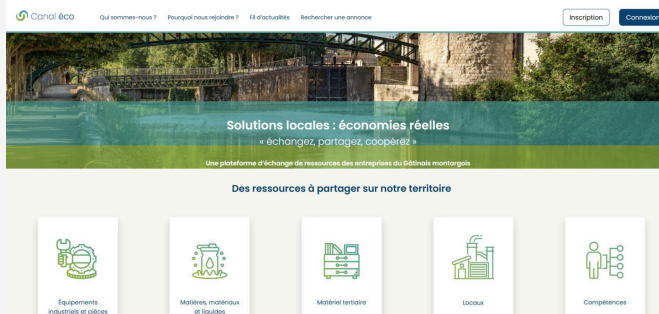 Canal éco
Qui sommes-nous ? Pourquoi nous rejoindre ? Fil d'actualités Rechercher une annonce Inscription Connexion
Solutions locales : économies réelles
« échangez, partagez, coopérez »
Une plateforme d'échange de ressources des entreprises du Gâtinais montargois
Des ressources à partager sur notre territoire
Équipements
industriels et pièces
Matières, matériaux
et liquides
Matériel tertiaire
Locaux
Compétences